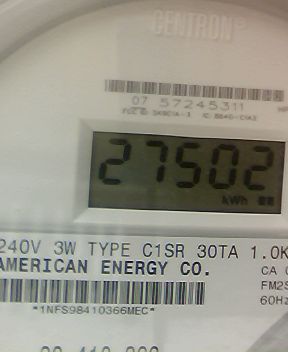 CENTRON®
07 57245311
27502
kWh
240V 3W TYPE C1SR 30TA 1.0K
AMERICAN ENERGY CO.
CA
FM2S
60Hz
*1NFS98410366MEC*